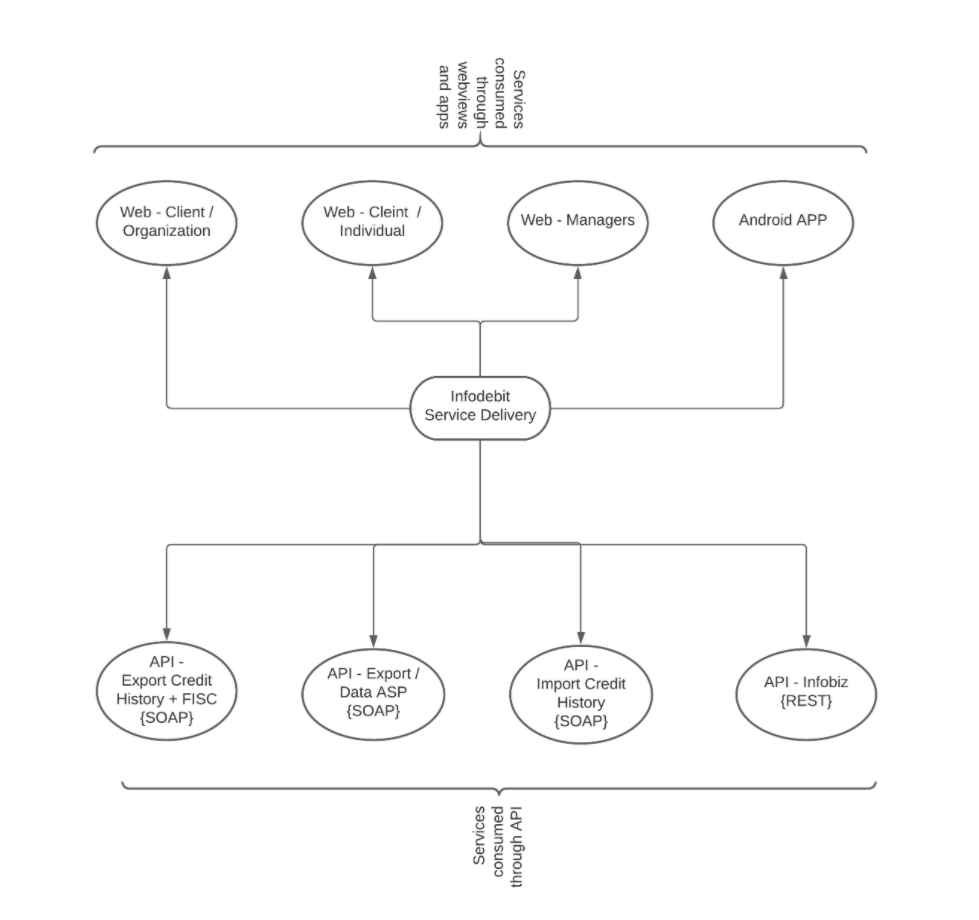 Services
consumed
through
webviews
and apps
Web - Client /
Organization
Web - Cleint /
Individual
Web - Managers
Android APP
Infodebit
Service Delivery
API -
Export Credit
History + FISC
{SOAP}
API - Export /
Data ASP
{SOAP}
API -
Import Credit
History
{SOAP}
API - Infobiz
{REST}
Services
consumed
through API